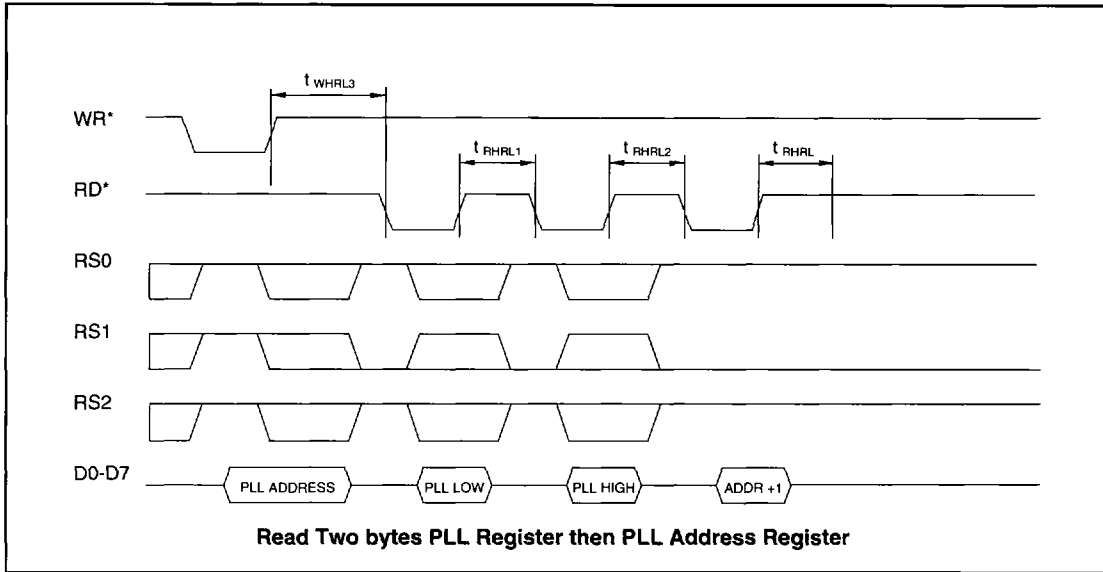 t WHRL3
WR*
t RHRL1
t RHRL2
t RHRL
RD*
RS0
RS1
RS2
D0-D7
PLL ADDRESS
PLL LOW
PLL HIGH
ADDR +1
Read Two bytes PLL Register then PLL Address Register